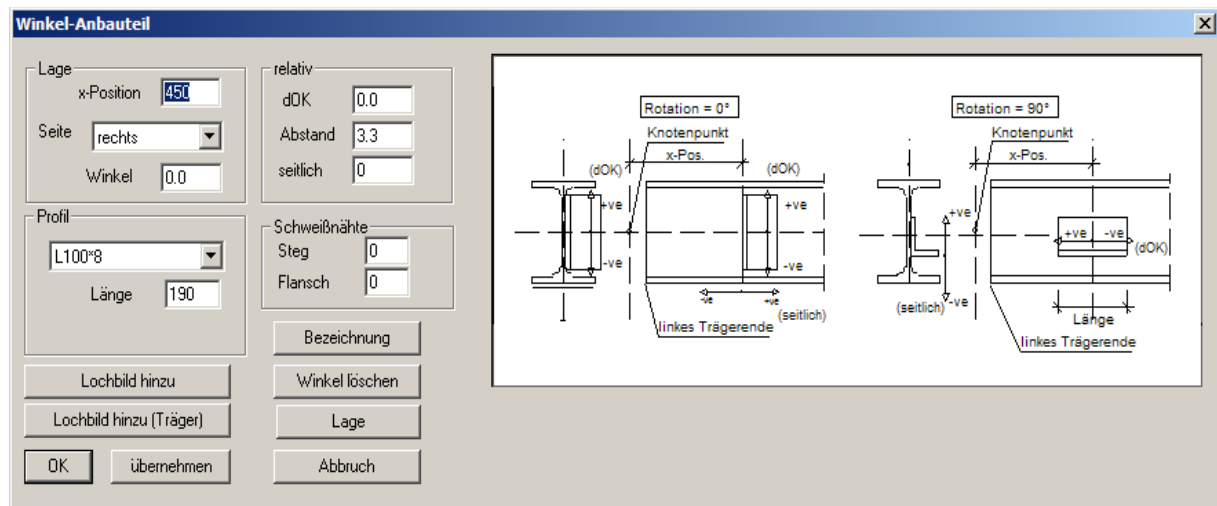 Winkel-Anbauteil
Lage
x-Position 450
Seite rechts
Winkel 0.0
relativ
dOK 0.0
Abstand 3.3
seitlich 0
Profil
L100*8
Länge 190
Schweißnähte
Steg 0
Flansch 0
Bezeichnung
Lochbild hinzu
Winkel löschen
Lochbild hinzu (Träger)
Lage
OK
übernehmen
Abbruch
Rotation = 0°
Knotenpunkt
x-Pos.
(dOK)
(dOK)
+ve
+ve
-ve
-ve
-ve
+ve
(seitlich)
linkes Trägerende
Rotation = 90°
Knotenpunkt
x-Pos.
+ve
+ve
-ve
(dOK)
(seitlich)
-ve
Länge
linkes Trägerende